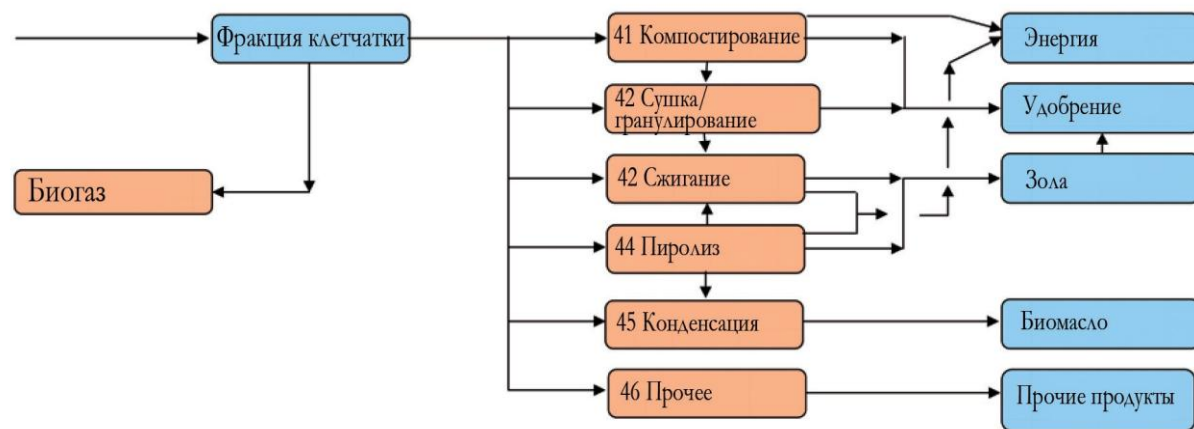 Фракция клетчатки
41 Компостирование
Энергия
42 Сушка/
гранулирование
Удобрение
Биогаз
42 Сжигание
Зола
44 Пиролиз
45 Конденсация
Биомасло
46 Прочее
Прочие продукты